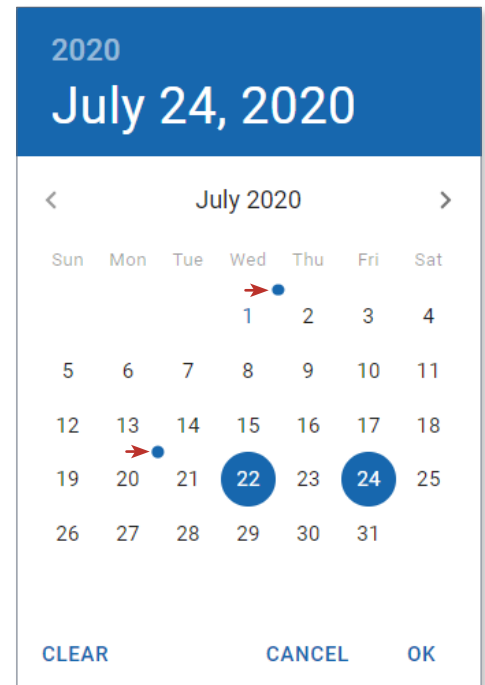 2020
July 24, 2020
July 2020
Sun Mon Tue Wed Thu Fri Sat
1 2 3 4
5 6 7 8 9 10 11
12 13 14 15 16 17 18
19 20 21 22 23 24 25
26 27 28 29 30 31
CLEAR CANCEL OK